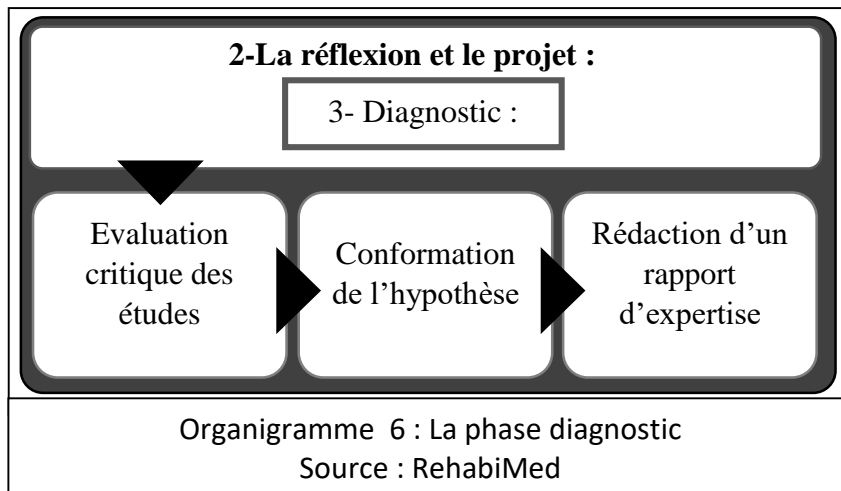 2-La réflexion et le projet :
3- Diagnostic :
Evaluation
critique des
études
Conformation
de l’hypothèse
Rédaction d’un
rapport
d’expertise
Organigramme 6 : La phase diagnostic
Source : RehabiMed